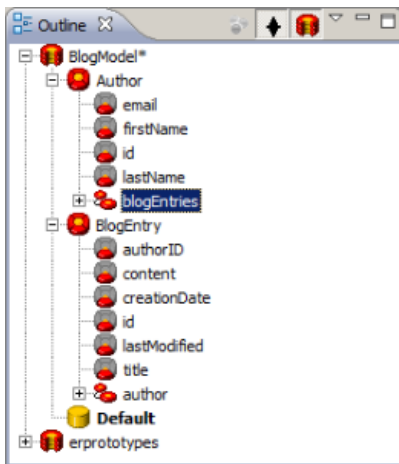 Outline
BlogModel*
Author
email
firstName
id
lastName
blogEntries
BlogEntry
authorID
content
creationDate
id
lastModified
title
author
Default
erprototypes